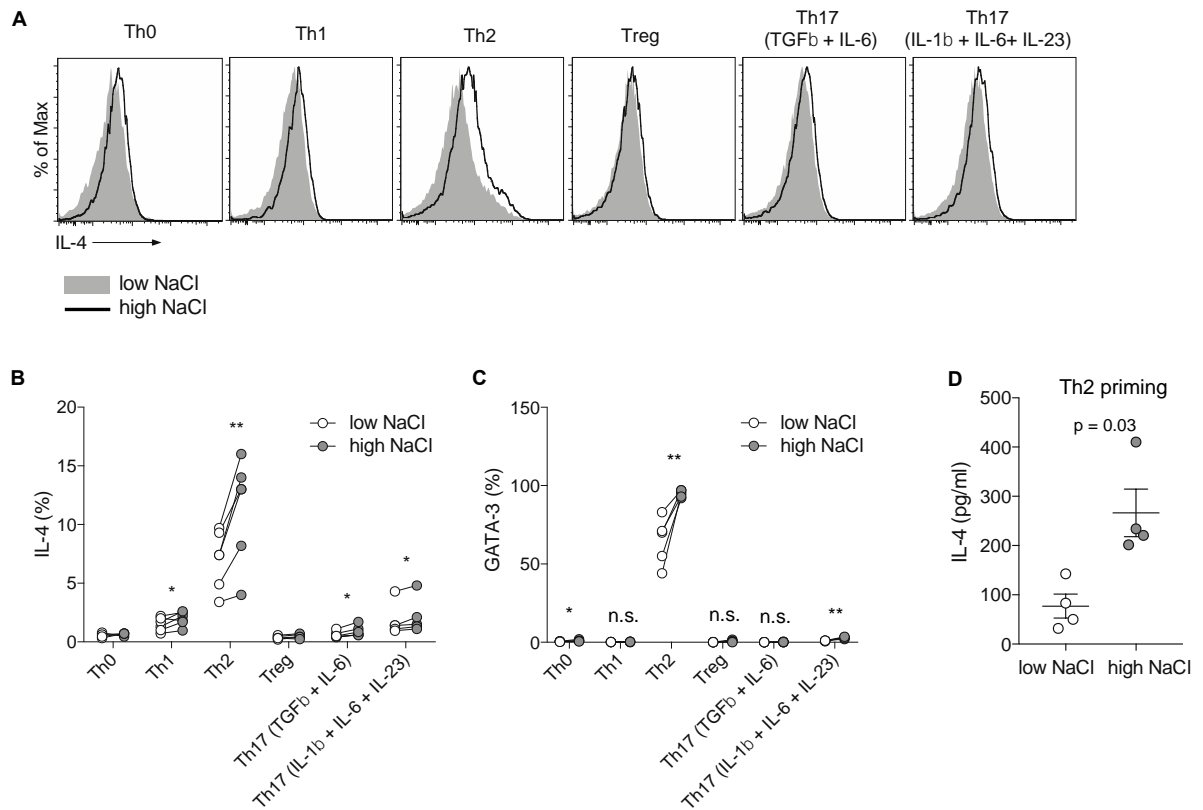 A
Th0
Th1
Th2
Treg
Th17
(TGFb + IL-6)
Th17
(IL-1b + IL-6+ IL-23)
% of Max
IL-4
low NaCl
high NaCl
B
20
15
10
5
0
IL-4 (%)
low NaCl
high NaCl
*
**
*
*
Th0
Th1
Th2
Treg
Th17 (TGFb + IL-6)
Th17 (IL-1b + IL-6 + IL-23)
C
150
100
50
0
GATA-3 (%)
low NaCl
high NaCl
*
n.s.
**
n.s.
n.s.
**
Th0
Th1
Th2
Treg
Th17 (TGFb + IL-6)
Th17 (IL-1b + IL-6 + IL-23)
D
Th2 priming
p = 0.03
500
400
300
200
100
0
IL-4 (pg/ml)
low NaCl
high NaCl